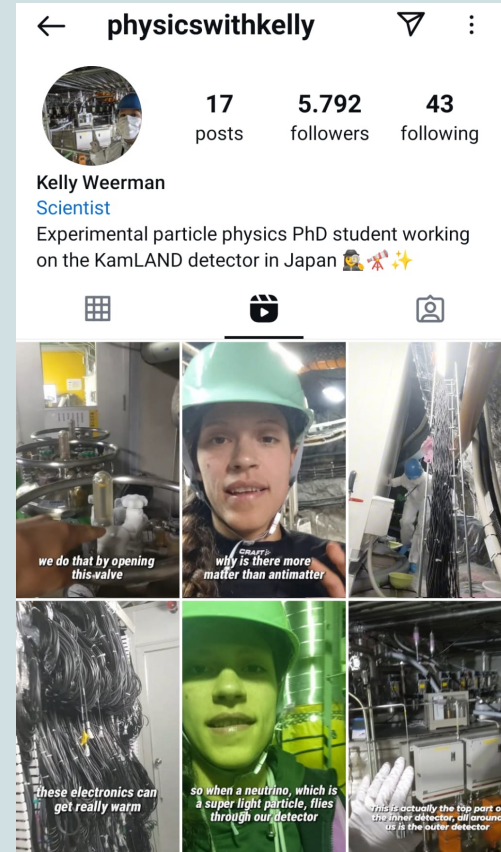 physicswithkelly
17
posts
5.792
followers
43
following
Kelly Weerman
Scientist
Experimental particle physics PhD student working
on the KamLAND detector in Japan 🕵️‍♀️🔭✨
we do that by opening
this valve
CRAFT
why is there more
matter than antimatter
these electronics can
get really warm
so when a neutrino, which is
a super light particle, flies
through our detector
This is actually the top part o
the inner detector, all around
us is the outer detector